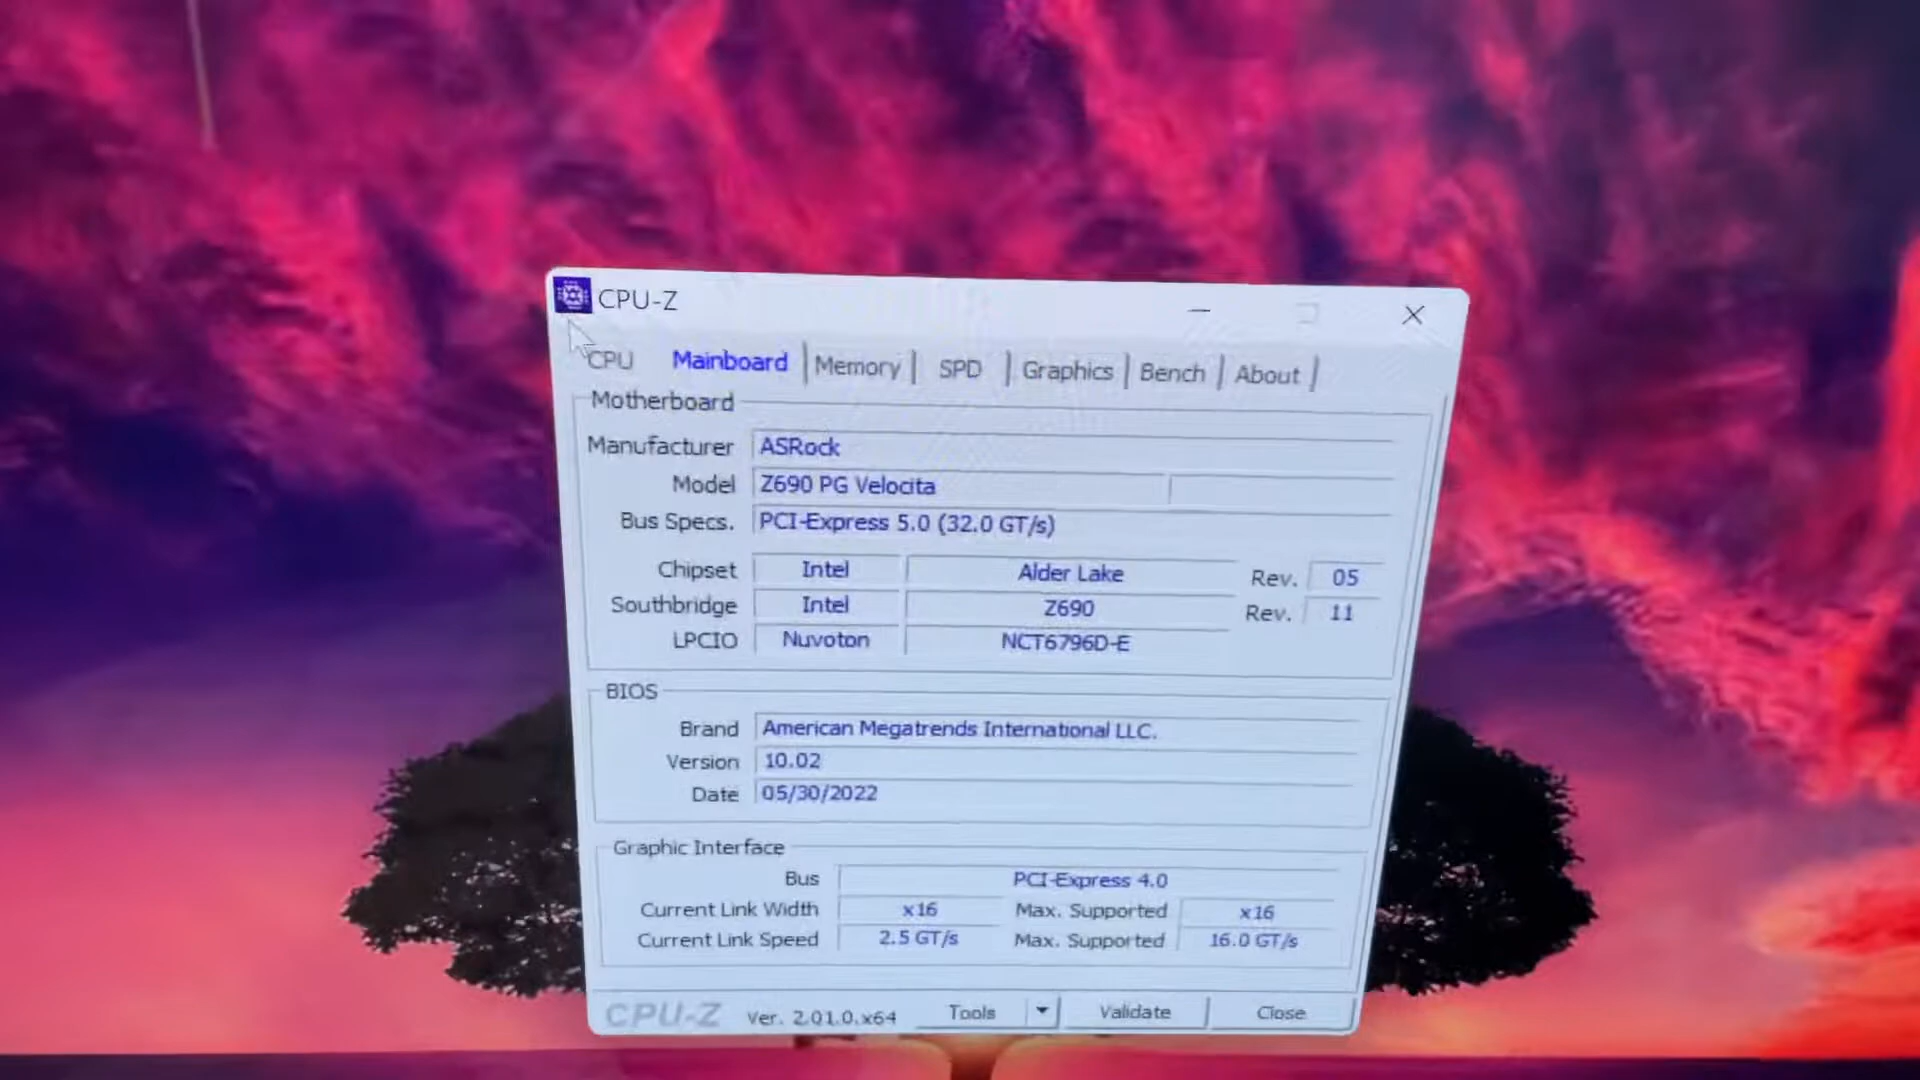 CPU-Z
CPU Mainboard Memory SPD Graphics Bench About
Motherboard
Manufacturer ASRock
Model Z690 PG Velocita
Bus Specs. PCI-Express 5.0 (32.0 GT/s)
Chipset Intel Alder Lake Rev. 05
Southbridge Intel Z690 Rev. 11
LPCIO Nuvoton NCT6796D-E
BIOS
Brand American Megatrends International LLC.
Version 10.02
Date 05/30/2022
Graphic Interface
Bus PCI-Express 4.0
Current Link Width x16 Max. Supported x16
Current Link Speed 2.5 GT/s Max. Supported 16.0 GT/s
CPU-Z Ver. 2.01.0.x64 Tools Validate Close